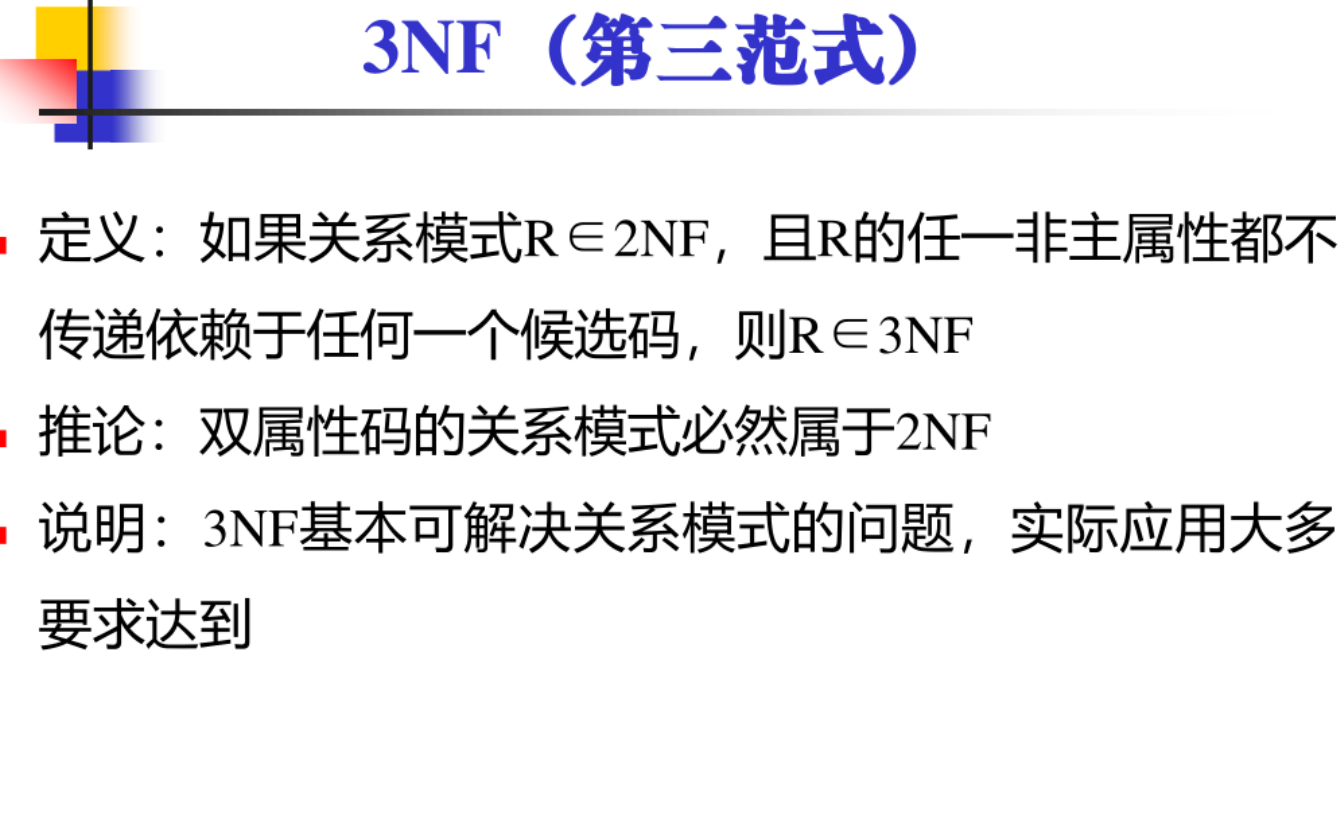 3NF（第三范式）
定义：如果关系模式R∈2NF，且R的任一非主属性都不
传递依赖于任何一个候选码，则R∈3NF
推论：双属性码的关系模式必然属于2NF
说明：3NF基本可解决关系模式的问题，实际应用大多
要求达到